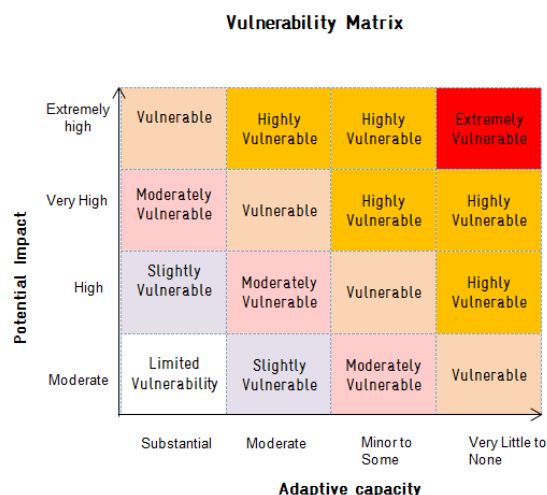 Vulnerability Matrix
Extremely
high
Vulnerable
Highly
Vulnerable
Highly
Vulnerable
Extremely
Vulnerable
Very High
Moderately
Vulnerable
Vulnerable
Highly
Vulnerable
Highly
Vulnerable
High
Slightly
Vulnerable
Moderately
Vulnerable
Vulnerable
Highly
Vulnerable
Moderate
Limited
Vulnerability
Slightly
Vulnerable
Moderately
Vulnerable
Vulnerable
Potential Impact
Substantial
Moderate
Minor to
Some
Very Little to
None
Adaptive capacity